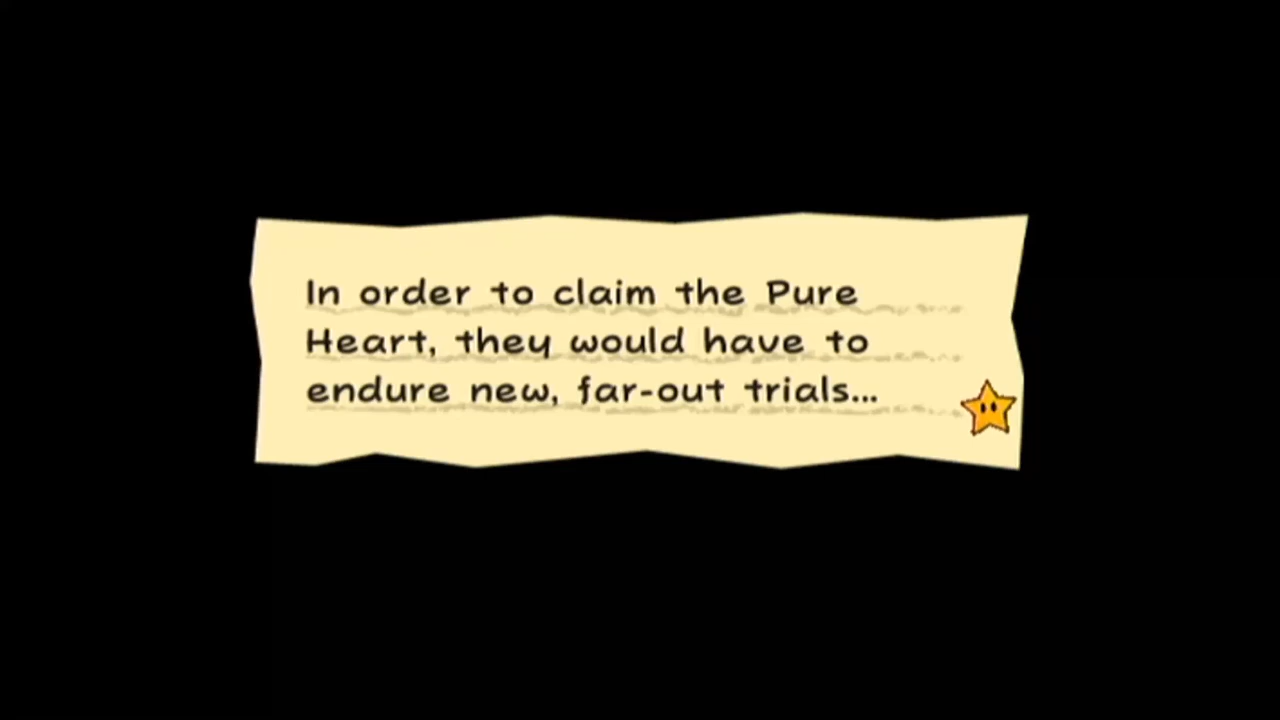 In order to claim the Pure
Heart, they would have to
endure new, far-out trials...